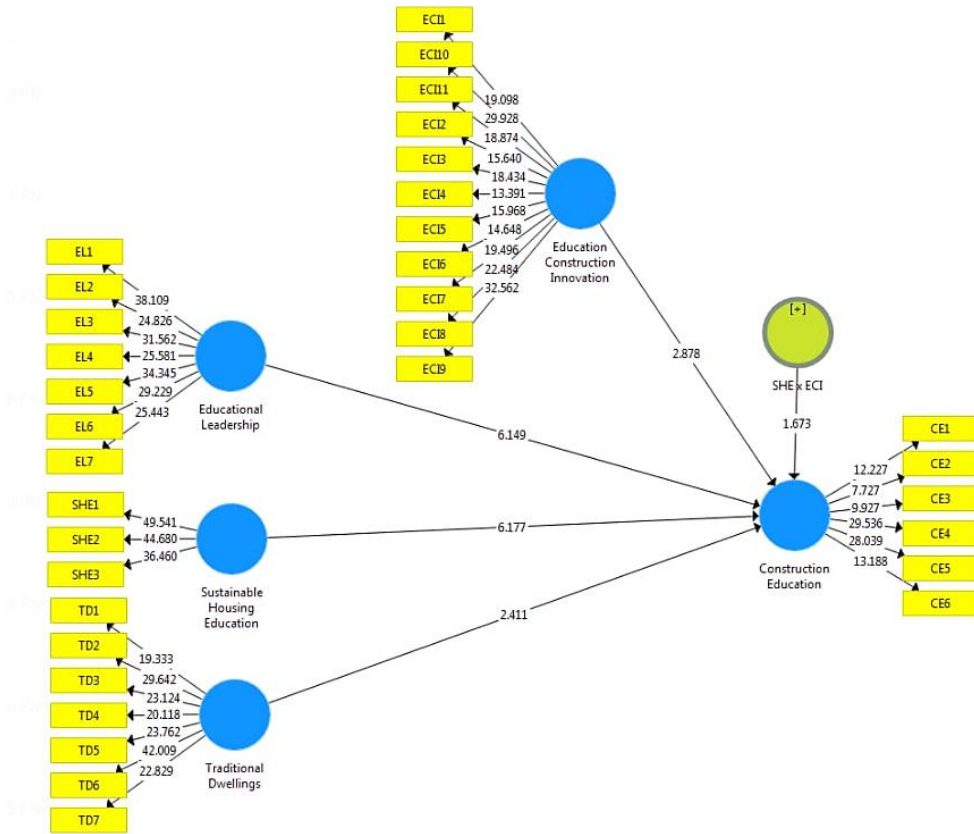 ECI1
ECI10
ECI11
ECI2
ECI3
ECI4
ECI5
ECI6
ECI7
ECI8
ECI9
19.098
29.928
18.874
15.640
18.434
13.391
15.968
14.648
19.496
22.484
32.562
Education
Construction
Innovation
EL1
EL2
EL3
EL4
EL5
EL6
EL7
38.109
24.826
31.562
25.581
34.345
29.229
25.443
Educational
Leadership
2.878
[+]
SHE x ECI
1.673
6.149
SHE1
SHE2
SHE3
49.541
44.680
36.460
Sustainable
Housing
Education
6.177
2.411
Construction
Education
CE1
CE2
CE3
CE4
CE5
CE6
12.227
7.727
9.927
29.536
28.039
13.188
TD1
TD2
TD3
TD4
TD5
TD6
TD7
19.333
29.642
23.124
20.118
23.762
42.009
22.829
Traditional
Dwellings